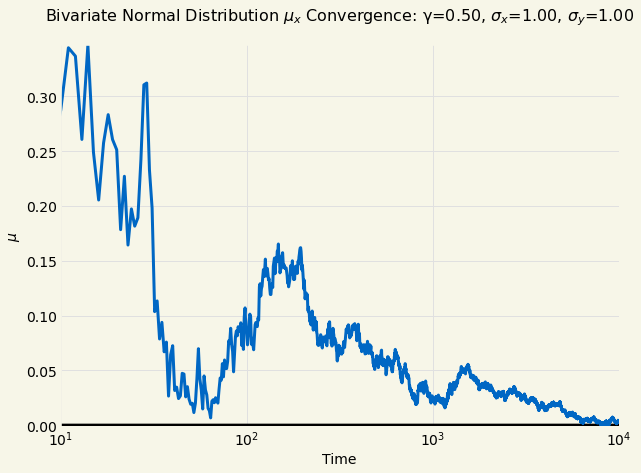 Bivariate Normal Distribution μₓ Convergence: γ=0.50, σₓ=1.00, σᵧ=1.00
0.30
0.25
0.20
0.15
0.10
0.05
0.00
μ
10¹ 10² 10³ 10⁴
Time